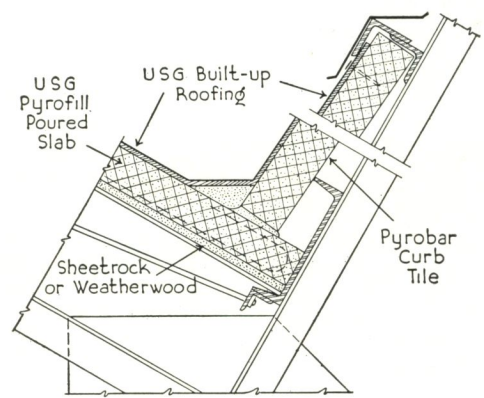 USG
Pyrofill
Poured
Slab
USG Built-up
Roofing
Sheetrock
or Weatherwood
Pyrobar
Curb
Tile